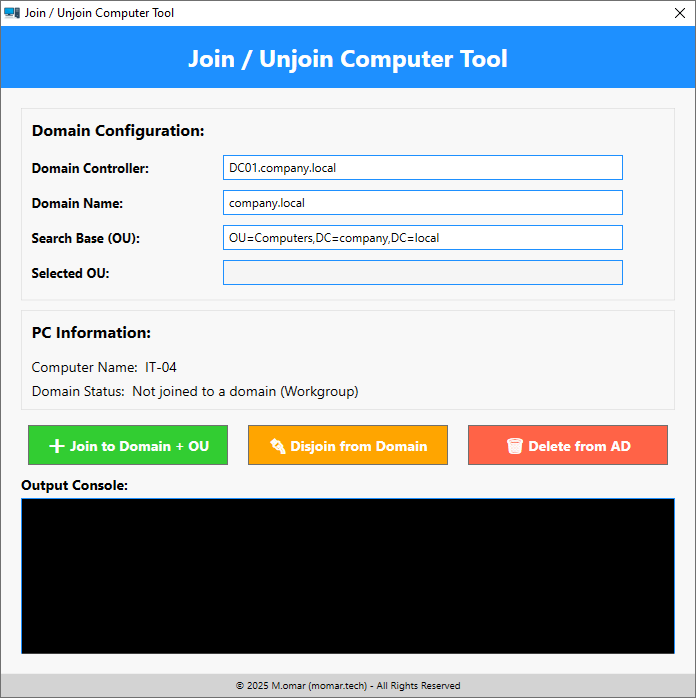 Join / Unjoin Computer Tool
Join / Unjoin Computer Tool
Domain Configuration:
Domain Controller: DC01.company.local
Domain Name: company.local
Search Base (OU): OU=Computers,DC=company,DC=local
Selected OU:
PC Information:
Computer Name: IT-04
Domain Status: Not joined to a domain (Workgroup)
Join to Domain + OU
Disjoin from Domain
Delete from AD
Output Console:
© 2025 M.omar (momar.tech) - All Rights Reserved